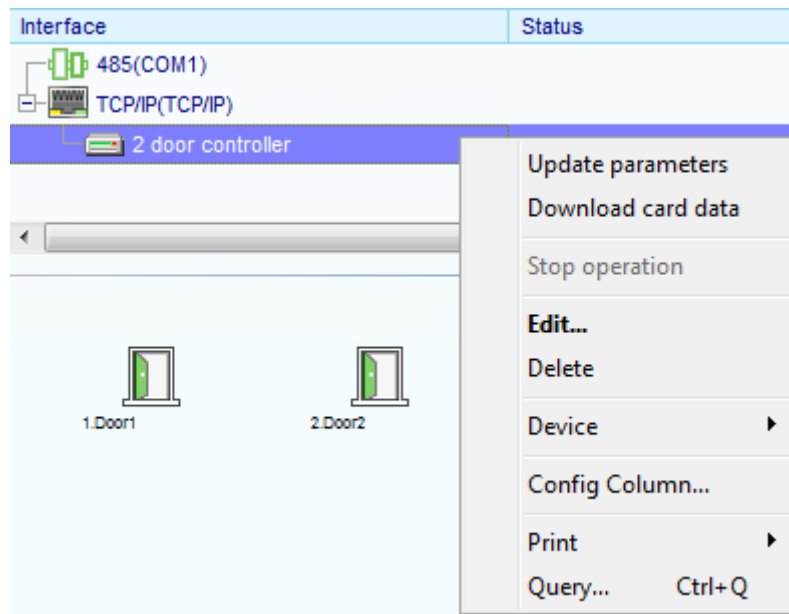 Interface Status
485(COM1)
TCP/IP(TCP/IP)
2 door controller
Update parameters
Download card data
Stop operation
Edit...
Delete
Device
Config Column...
Print
Query... Ctrl+Q
1.Door1 2.Door2